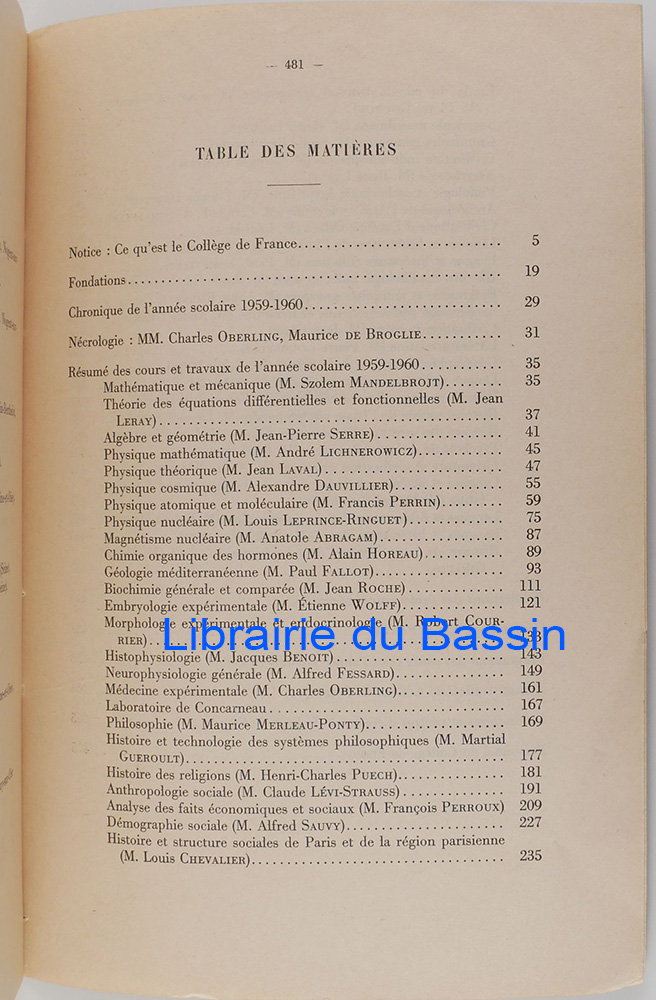 — 481 —
TABLE DES MATIÈRES
Notice : Ce qu'est le Collège de France........................... 5
Fondations...................................................... 19
Chronique de l'année scolaire 1959-1960.......................... 29
Nécrologie : MM. Charles OBERLING, Maurice DE BROGLIE........... 31
Résumé des cours et travaux de l'année scolaire 1959-1960........... 35
Mathématique et mécanique (M. Szolem MANDELBROJT)........ 35
Théorie des équations différentielles et fonctionnelles (M. Jean
LERAY)................................................ 37
Algèbre et géométrie (M. Jean-Pierre SERRE)................. 41
Physique mathématique (M. André LICHNEROWICZ)............ 45
Physique théorique (M. Jean LAVAL)........................ 47
Physique cosmique (M. Alexandre DAUVILLIER)............... 55
Physique atomique et moléculaire (M. Francis PERRIN)......... 59
Physique nucléaire (M. Louis LEPRINCE-RINGUET)............. 75
Magnétisme nucléaire (M. Anatole ABRAGAM)................. 87
Chimie organique des hormones (M. Alain HOREAU)........... 89
Géologie méditerranéenne (M. Paul FALLOT).................. 93
Biochimie générale et comparée (M. Jean ROCHE).............. 111
Embryologie expérimentale (M. Étienne WOLFF).............. 121
Morphologie expérimentale et endocrinologie (M. Robert COUR-
RIER)................................................ 133
Librairie du Bassin
Histophysiologie (M. Jacques BENOIT)....................... 143
Neurophysiologie générale (M. Alfred FESSARD)............... 149
Médecine expérimentale (M. Charles OBERLING)............... 161
Laboratoire de Concarneau................................ 167
Philosophie (M. Maurice MERLEAU-PONTY).................... 169
Histoire et technologie des systèmes philosophiques (M. Martial
GUEROULT)............................................ 177
Histoire des religions (M. Henri-Charles PUECH)............... 181
Anthropologie sociale (M. Claude LÉVI-STRAUSS).............. 191
Analyse des faits économiques et sociaux (M. François PERROUX) 209
Démographie sociale (M. Alfred SAUVY)...................... 227
Histoire et structure sociales de Paris et de la région parisienne
(M. Louis CHEVALIER)................................... 235